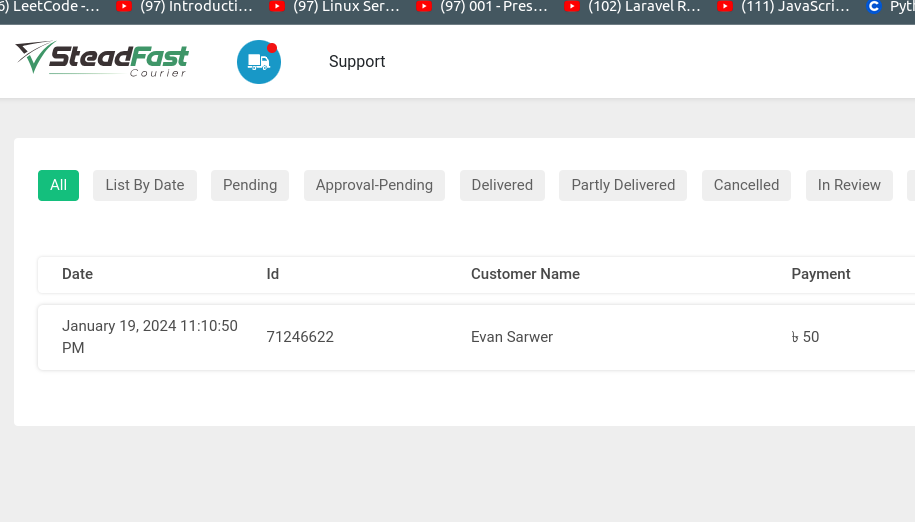 6) LeetCode -... (97) Introducti... (97) Linux Ser... (97) 001 - Pres... (102) Laravel R... (111) JavaScri... C Pyth
SteadFast
Courier
Support
All List By Date Pending Approval-Pending Delivered Partly Delivered Cancelled In Review
Date Id Customer Name Payment
January 19, 2024 11:10:50 PM 71246622 Evan Sarwer ৳ 50